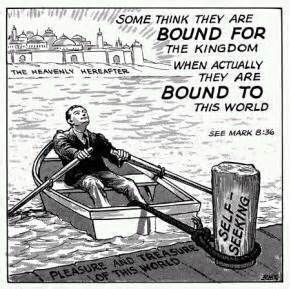 SOME THINK THEY ARE
BOUND FOR
THE KINGDOM
WHEN ACTUALLY
THEY ARE
BOUND TO
THIS WORLD
SEE MARK 8:36
THE HEAVENLY HEREAFTER
SELF-
SEEKING
PLEASURE AND TREASURE
OF THIS WORLD